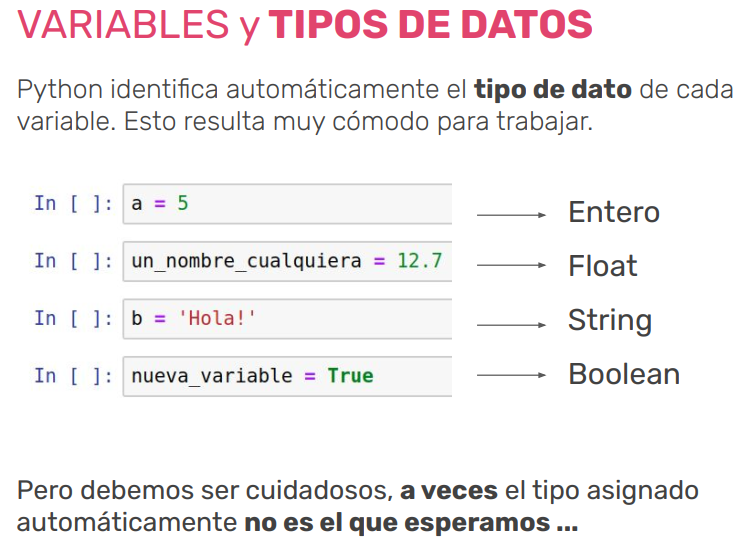 VARIABLES y TIPOS DE DATOS
Python identifica automáticamente el tipo de dato de cada
variable. Esto resulta muy cómodo para trabajar.
In [ ]: a = 5 Entero
In [ ]: un_nombre_cualquiera = 12.7 Float
In [ ]: b = 'Hola!' String
In [ ]: nueva_variable = True Boolean
Pero debemos ser cuidadosos, a veces el tipo asignado
automáticamente no es el que esperamos ...